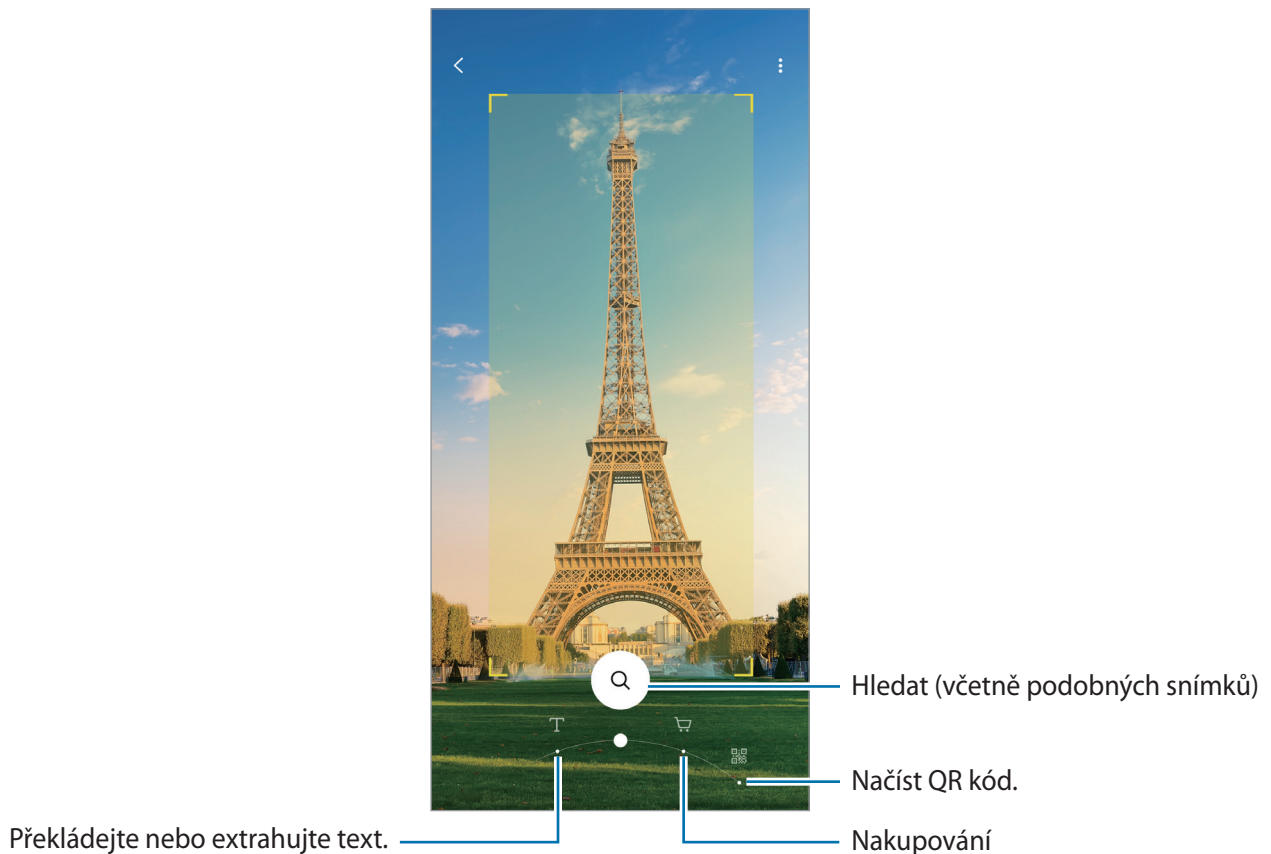 Hledat (včetně podobných snímků)
Načíst QR kód.
Překládejte nebo extrahujte text.
Nakupování